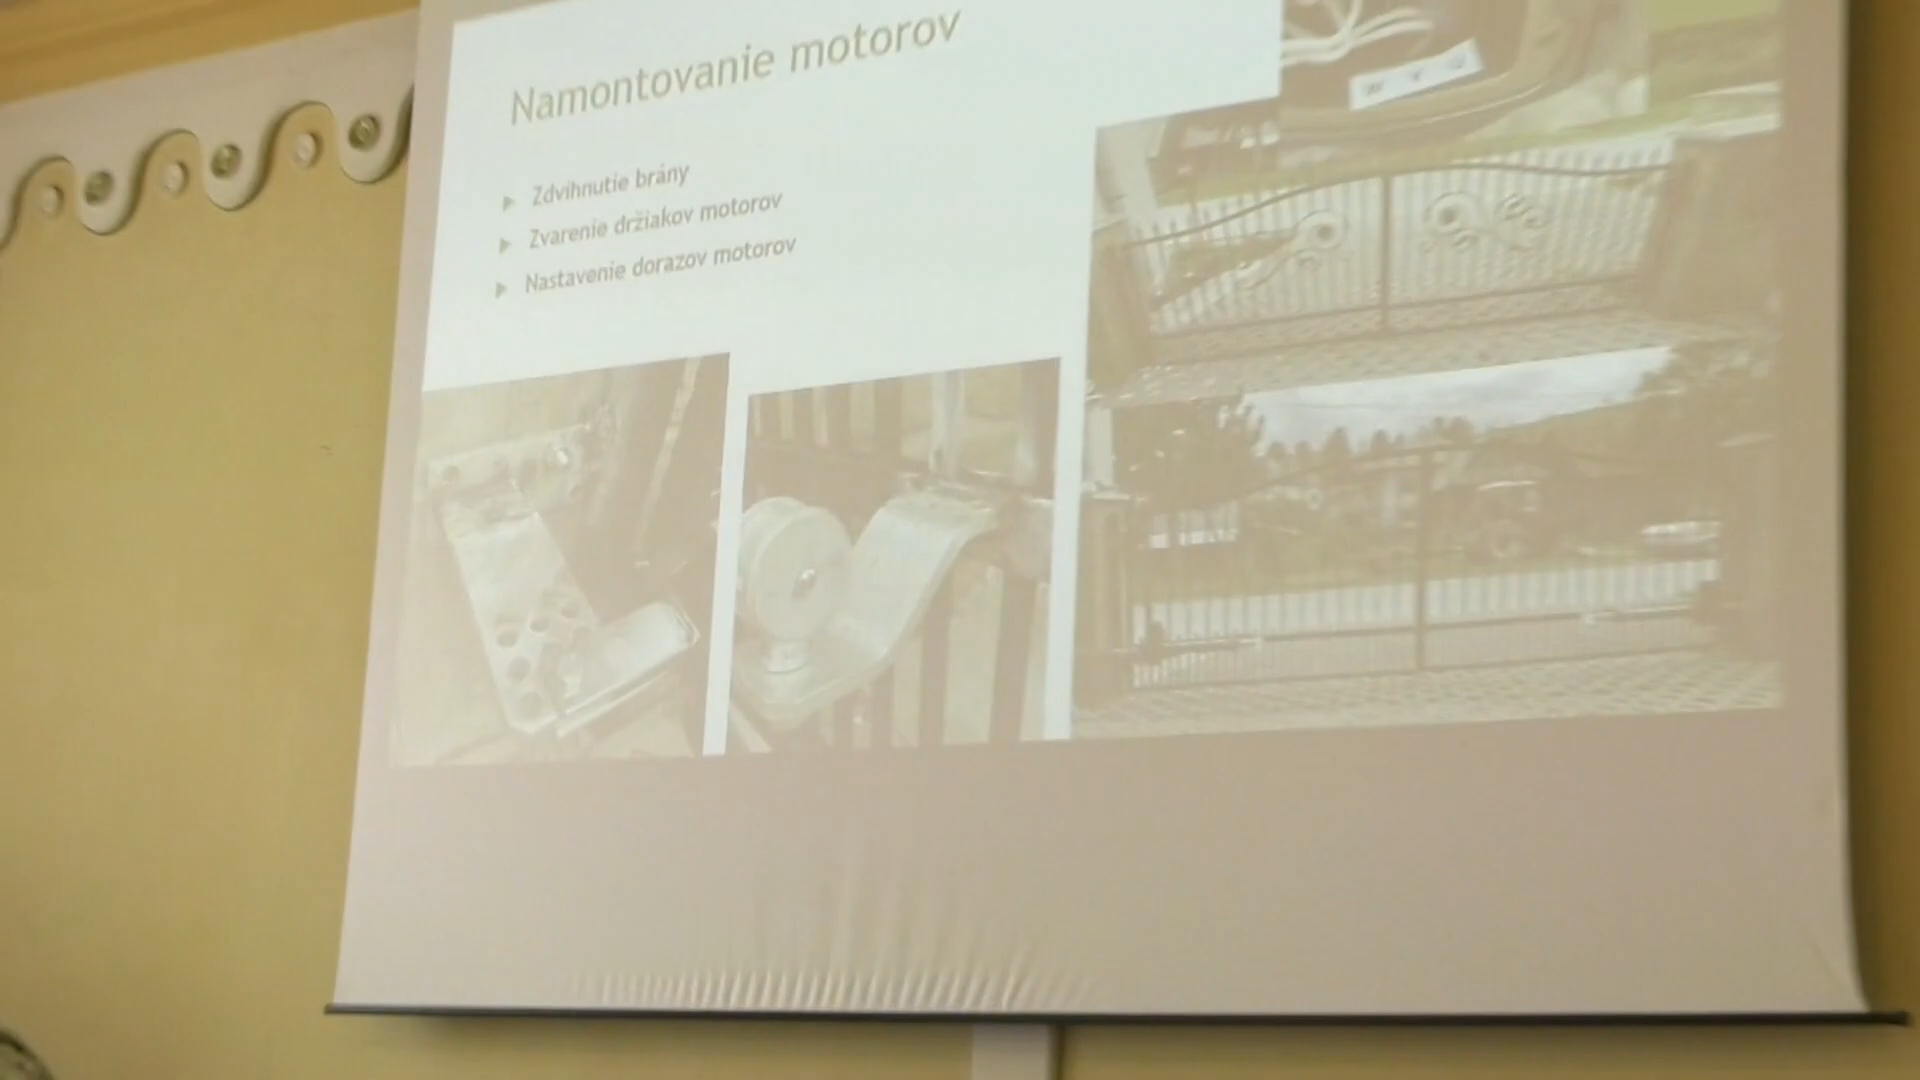 Namontovanie motorov
Zdvihnutie brány
Zvarenie držiakov motorov
Nastavenie dorazov motorov